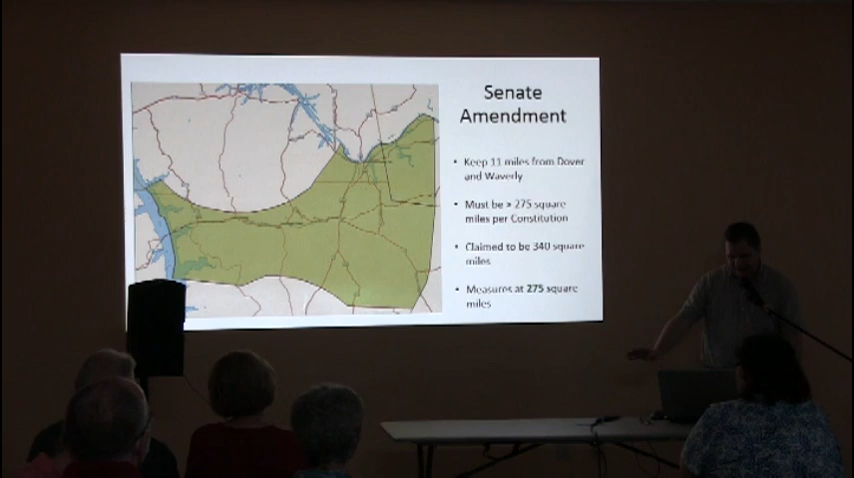 Senate
Amendment
• Keep 11 miles from Dover
and Waverly
• Must be > 275 square
miles per Constitution
• Claimed to be 340 square
miles
• Measures at 275 square
miles